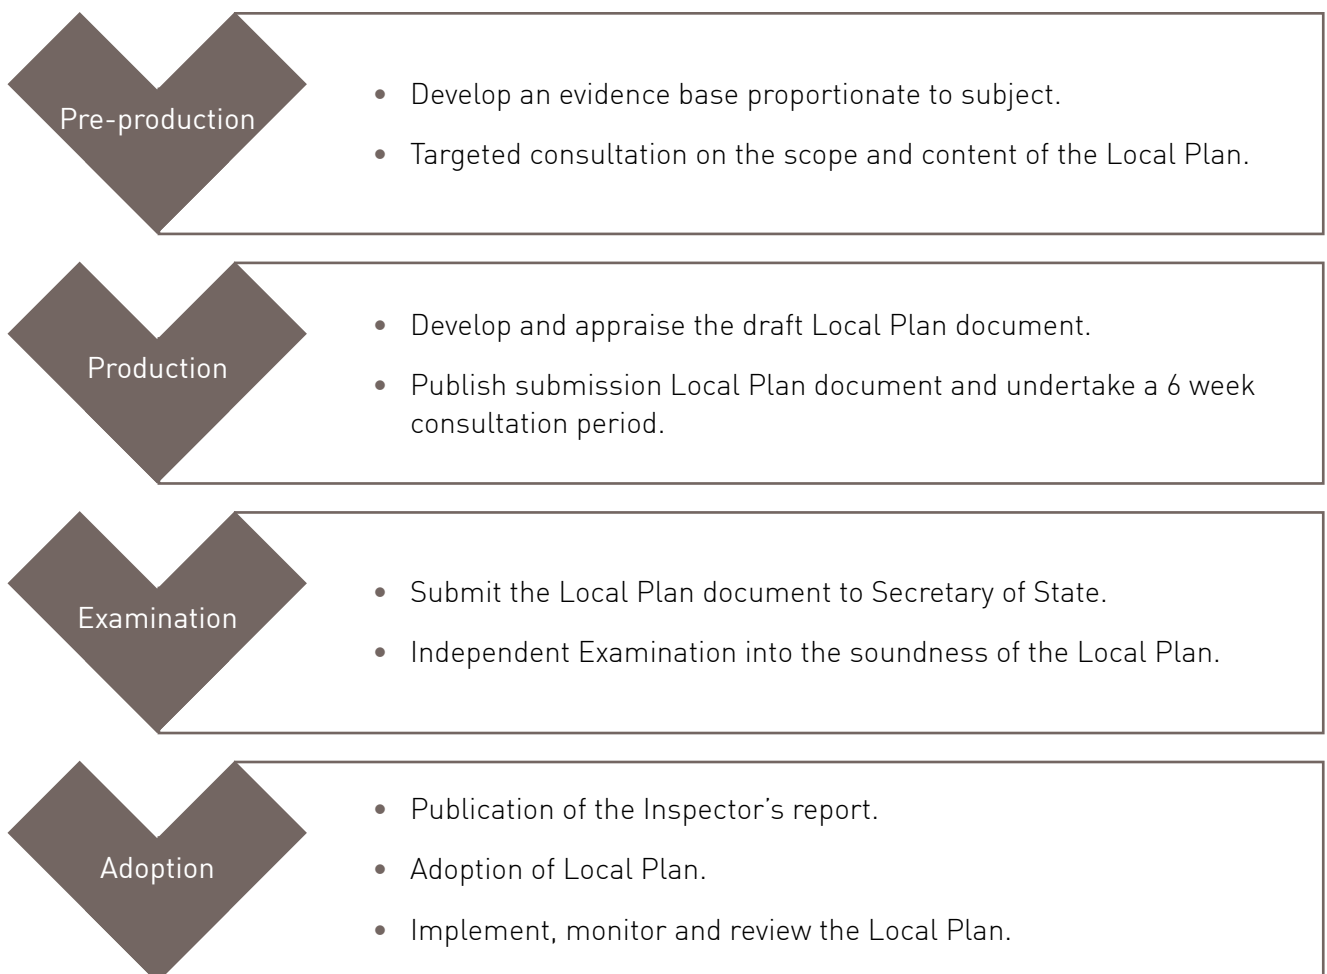 Pre-production
• Develop an evidence base proportionate to subject.
• Targeted consultation on the scope and content of the Local Plan.
Production
• Develop and appraise the draft Local Plan document.
• Publish submission Local Plan document and undertake a 6 week
consultation period.
Examination
• Submit the Local Plan document to Secretary of State.
• Independent Examination into the soundness of the Local Plan.
Adoption
• Publication of the Inspector’s report.
• Adoption of Local Plan.
• Implement, monitor and review the Local Plan.